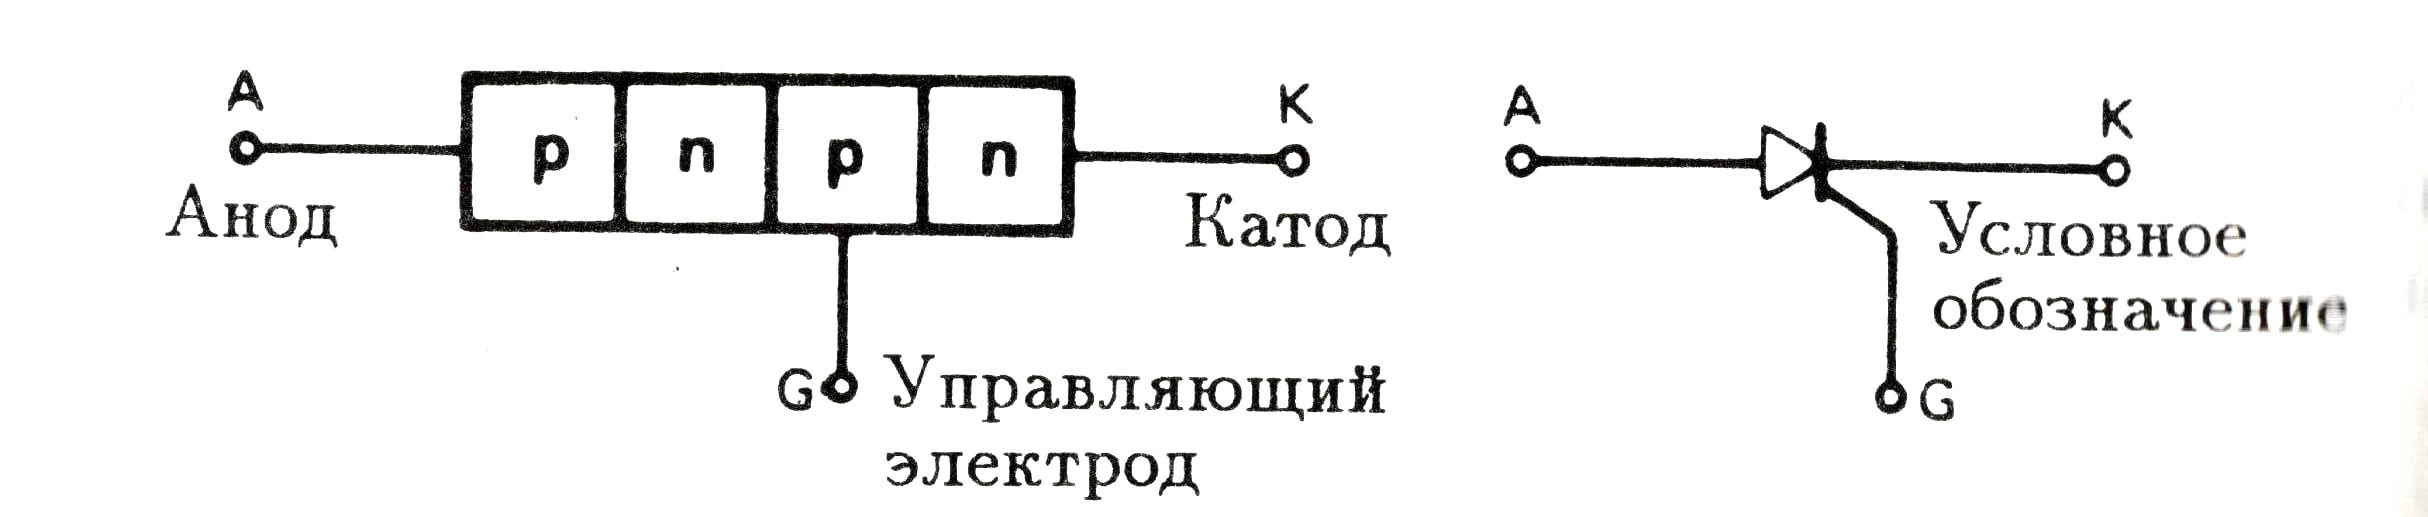 A
Анод
p n p n
K
Катод
G Управляющий
электрод
A
K
Условное
обозначение
G